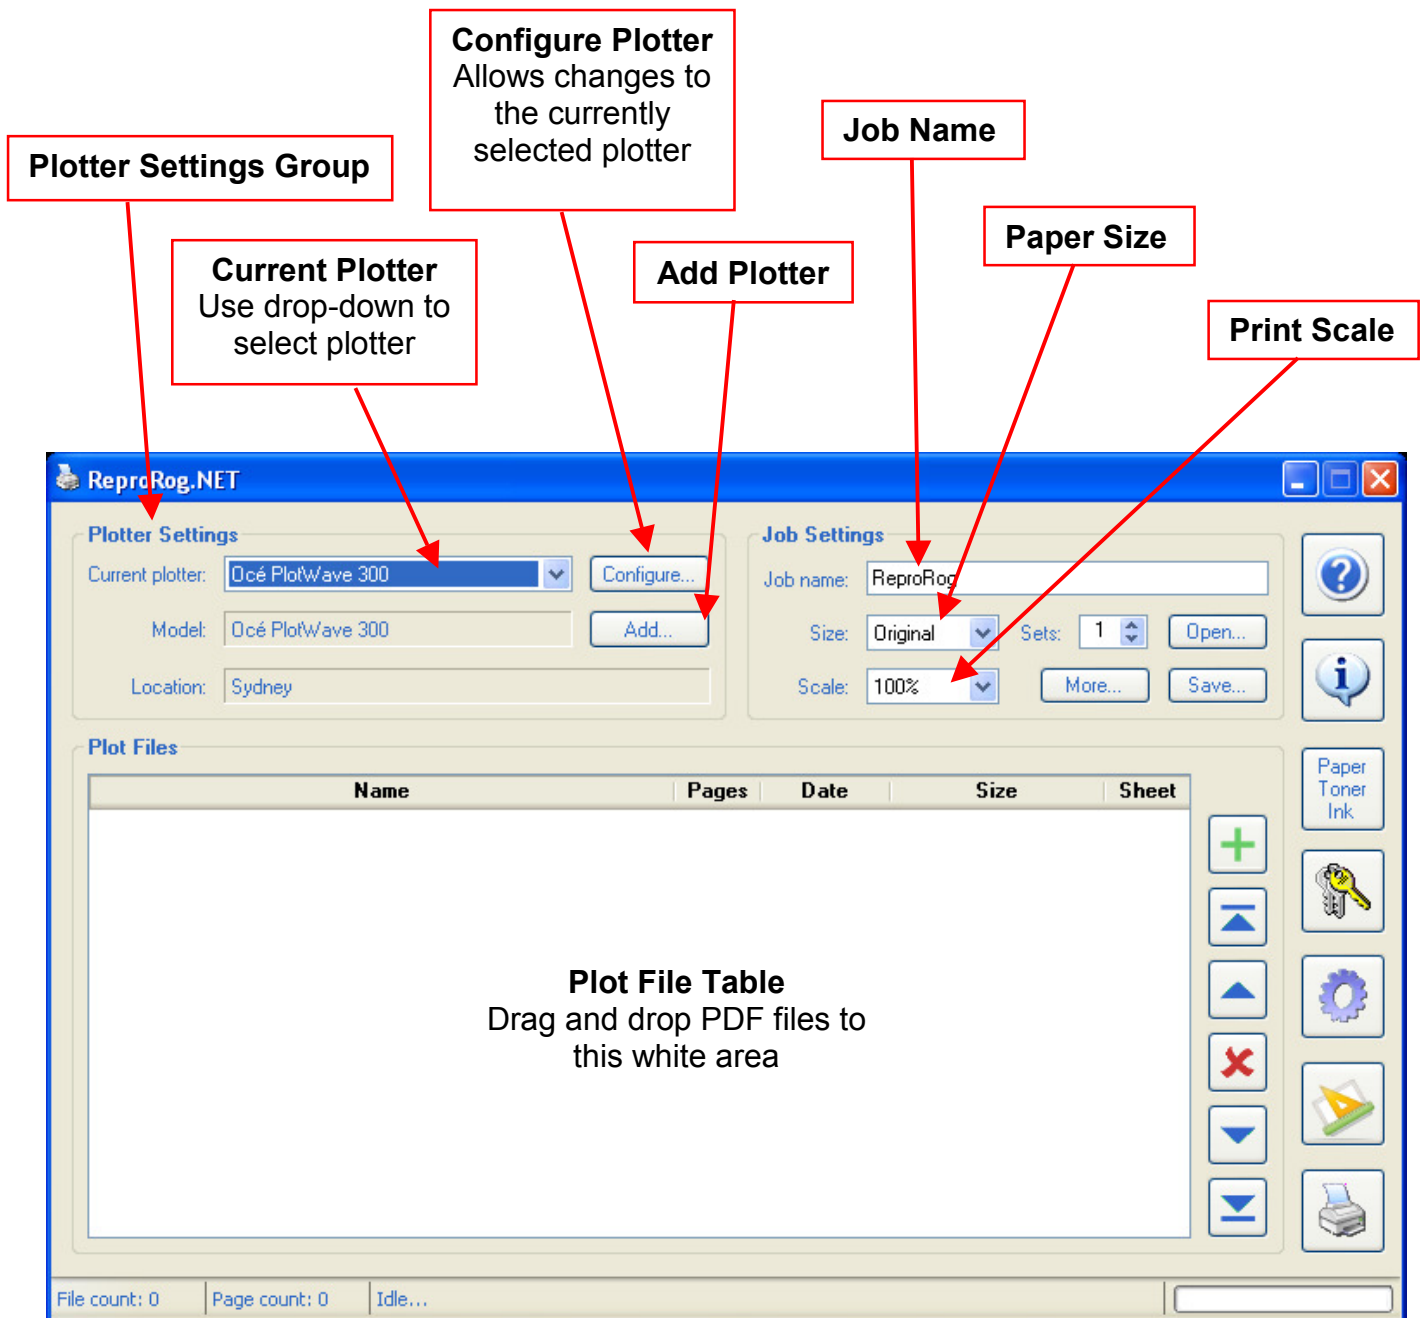 Configure Plotter
Allows changes to
the currently
selected plotter
Job Name
Plotter Settings Group
Paper Size
Current Plotter
Use drop-down to
select plotter
Add Plotter
Print Scale
ReproRog.NET
Plotter Settings
Current plotter: Océ PlotWave 300 Configure...
Model: Océ PlotWave 300 Add...
Location: Sydney
Job Settings
Job name: ReproRog
Size: Original Sets: 1 Open...
Scale: 100% More... Save...
Plot Files
Name Pages Date Size Sheet
Paper
Toner
Ink
Plot File Table
Drag and drop PDF files to
this white area
File count: 0 Page count: 0 Idle...